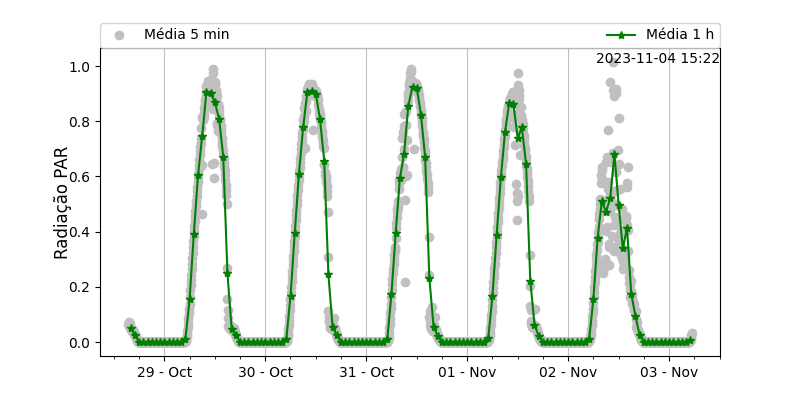 Média 5 min
Média 1 h
2023-11-04 15:22
Radiação PAR
1.0
0.8
0.6
0.4
0.2
0.0
29 - Oct
30 - Oct
31 - Oct
01 - Nov
02 - Nov
03 - Nov